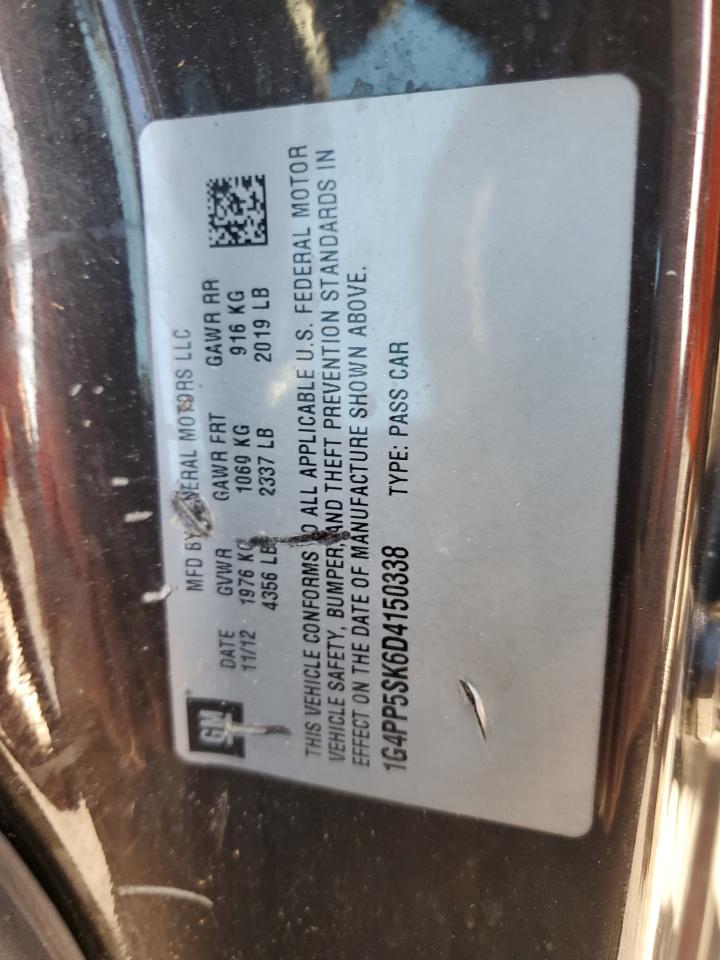 GM
MFD BY GENERAL MOTORS LLC
DATE GVWR GAWR FRT GAWR RR
11/12 1976 KG 1069 KG 916 KG
4356 LB 2337 LB 2019 LB
THIS VEHICLE CONFORMS TO ALL APPLICABLE U.S. FEDERAL MOTOR
VEHICLE SAFETY, BUMPER, AND THEFT PREVENTION STANDARDS IN
EFFECT ON THE DATE OF MANUFACTURE SHOWN ABOVE.
1G4PP5SK6D4150338 TYPE: PASS CAR